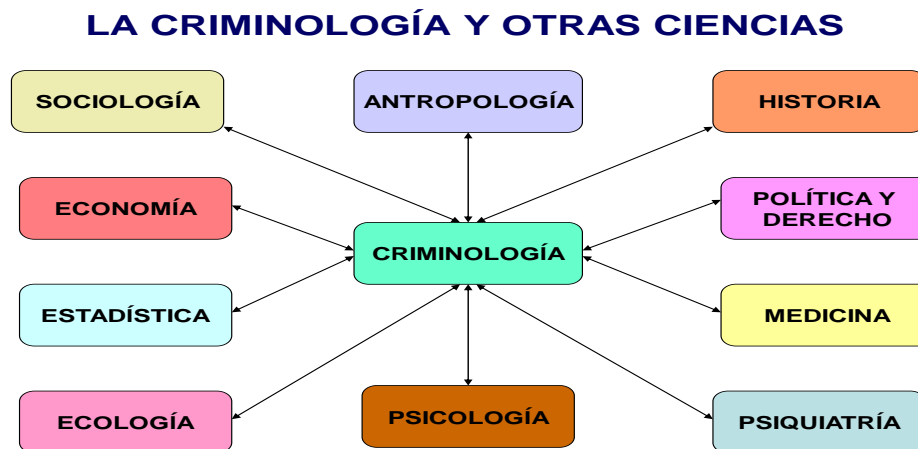 LA CRIMINOLOGÍA Y OTRAS CIENCIAS
SOCIOLOGÍA
ANTROPOLOGÍA
HISTORIA
ECONOMÍA
POLÍTICA Y
DERECHO
CRIMINOLOGÍA
ESTADÍSTICA
MEDICINA
ECOLOGÍA
PSICOLOGÍA
PSIQUIATRÍA